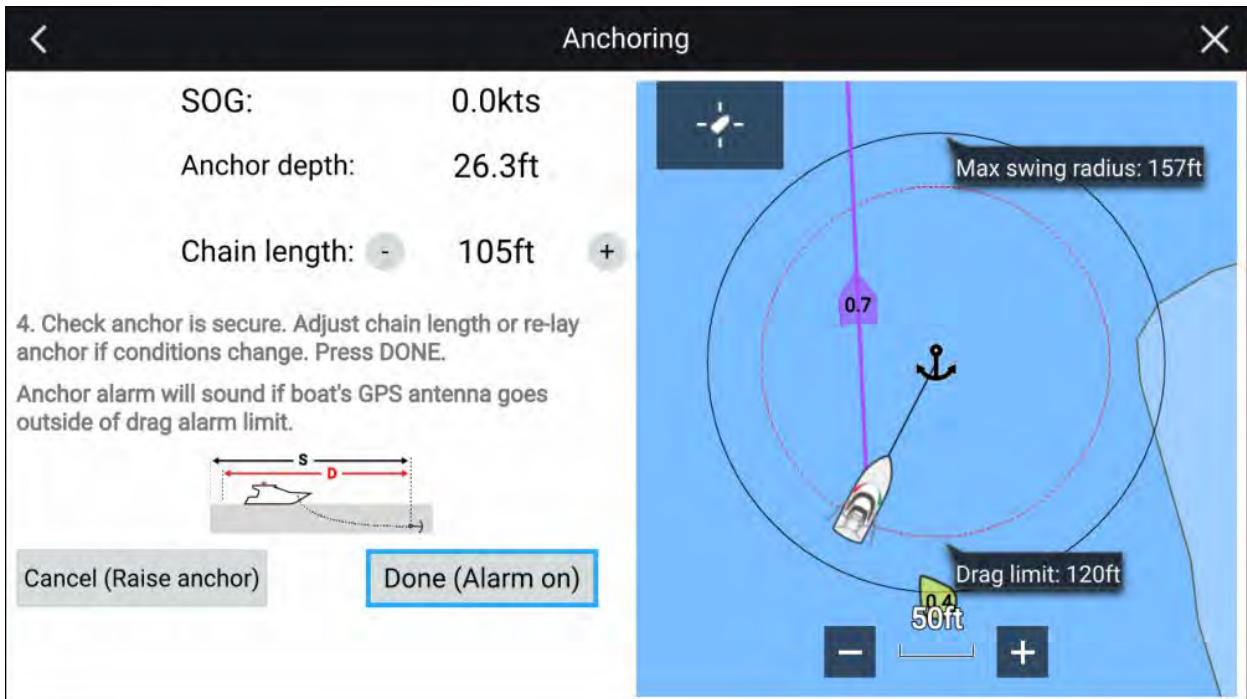 Anchoring
SOG: 0.0kts
Anchor depth: 26.3ft
Chain length: - 105ft +
4. Check anchor is secure. Adjust chain length or re-lay
anchor if conditions change. Press DONE.
Anchor alarm will sound if boat's GPS antenna goes
outside of drag alarm limit.
S
D
Cancel (Raise anchor)
Done (Alarm on)
Max swing radius: 157ft
0.7
Drag limit: 120ft
0.4
50ft
- +